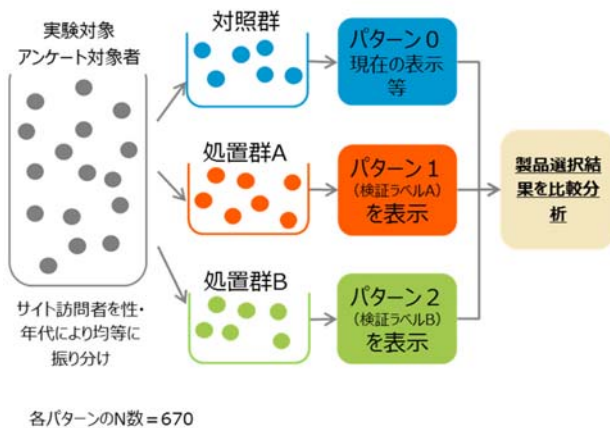 実験対象
アンケート対象者
サイト訪問者を性・
年代により均等に
振り分け
対照群
パターン0
現在の表示
等
処置群A
パターン1
（検証ラベルA）
を表示
処置群B
パターン2
（検証ラベルB）
を表示
製品選択結
果を比較分
析
各パターンのN数＝670